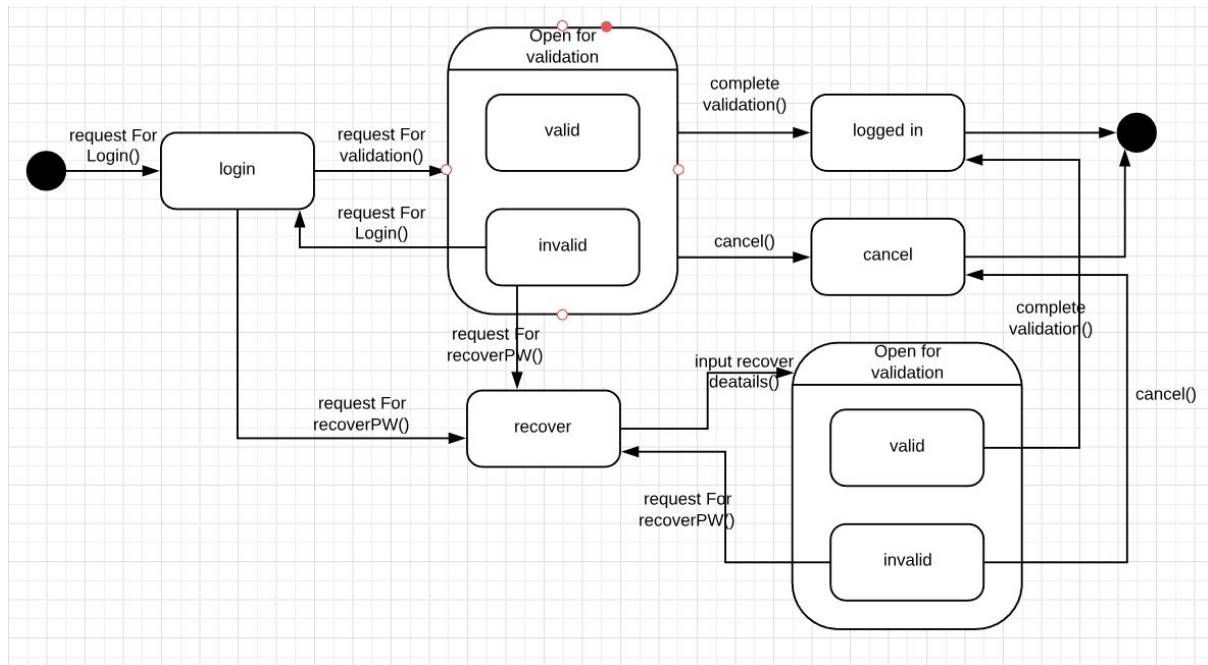 Open for
validation
complete
validation()
request For
Login()
login
request For
validation()
valid
logged in
request For
Login()
invalid
cancel()
cancel
request For
recoverPW()
complete
validation()
input recover
deatails()
Open for
validation
request For
recoverPW()
recover
cancel()
valid
request For
recoverPW()
invalid